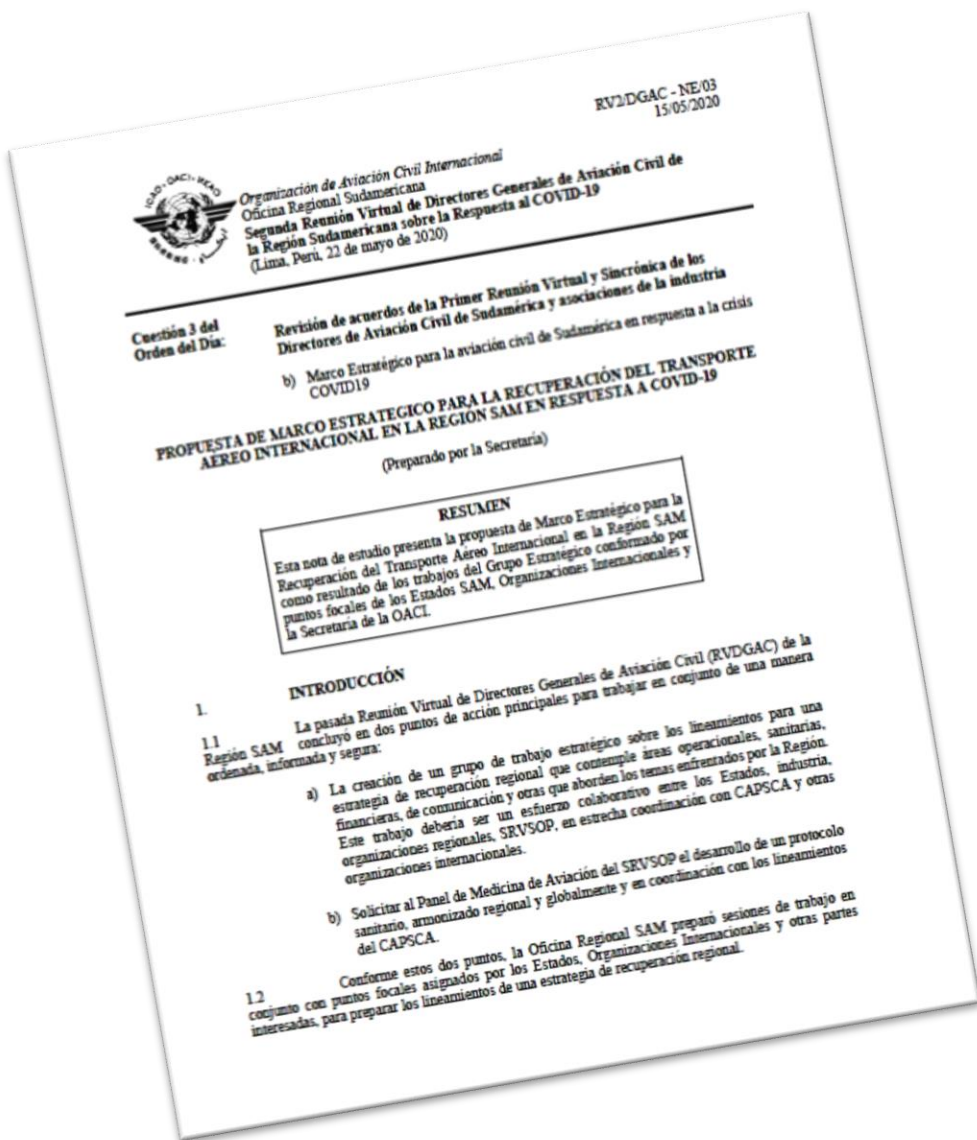 RV2/DGAC - NE/03
15/05/2020
Organización de Aviación Civil Internacional
Oficina Regional Sudamericana
Segunda Reunión Virtual de Directores Generales de Aviación Civil de
la Región Sudamericana sobre la Respuesta al COVID-19
(Lima, Perú, 22 de mayo de 2020)
Cuestión 3 del
Orden del Día:
Revisión de acuerdos de la Primer Reunión Virtual y Sincrónica de los
Directores de Aviación Civil de Sudamérica y asociaciones de la industria
b) Marco Estratégico para la aviación civil de Sudamérica en respuesta a la crisis
COVID19
PROPUESTA DE MARCO ESTRATEGICO PARA LA RECUPERACIÓN DEL TRANSPORTE
AÉREO INTERNACIONAL EN LA REGIÓN SAM EN RESPUESTA A COVID-19
(Preparado por la Secretaría)
RESUMEN
Esta nota de estudio presenta la propuesta de Marco Estratégico para la
Recuperación del Transporte Aéreo Internacional en la Región SAM
como resultado de los trabajos del Grupo Estratégico conformado por
puntos focales de los Estados SAM, Organizaciones Internacionales y
la Secretaría de la OACI.
1. INTRODUCCIÓN
1.1 La pasada Reunión Virtual de Directores Generales de Aviación Civil (RVDGAC) de la
Región SAM concluyó en dos puntos de acción principales para trabajar en conjunto de una manera
ordenada, informada y segura:
a) La creación de un grupo de trabajo estratégico sobre los lineamientos para una
estrategia de recuperación regional que contemple áreas operacionales, sanitarias,
financieras, de comunicación y otras que aborden los temas enfrentados por la Región.
Este trabajo debería ser un esfuerzo colaborativo entre los Estados, industria,
organizaciones regionales, SRVSOP, en estrecha coordinación con CAPSCA y otras
organizaciones internacionales.
b) Solicitar al Panel de Medicina de Aviación del SRVSOP el desarrollo de un protocolo
sanitario, armonizado regional y globalmente y en coordinación con los lineamientos
del CAPSCA.
1.2 Conforme estos dos puntos, la Oficina Regional SAM preparó sesiones de trabajo en
conjunto con puntos focales asignados por los Estados, Organizaciones Internacionales y otras partes
interesadas, para preparar los lineamientos de una estrategia de recuperación regional.